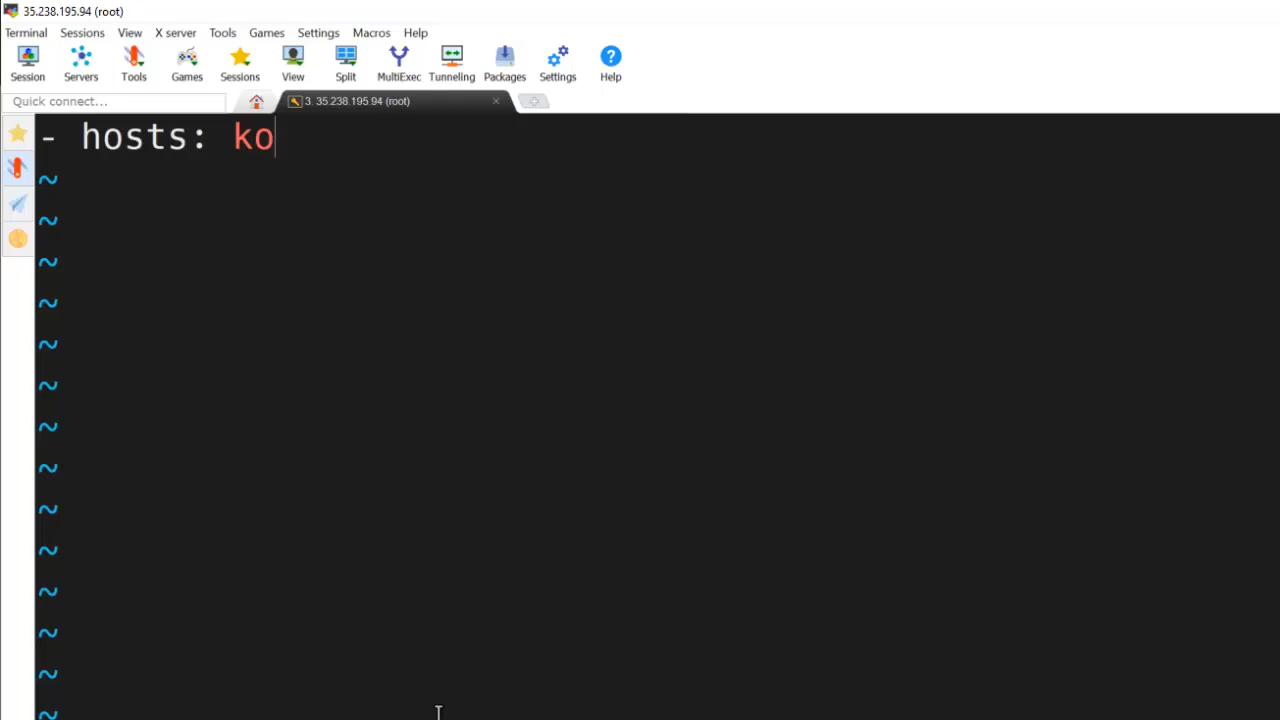 35.238.195.94 (root)
Terminal Sessions View X server Tools Games Settings Macros Help
Session Servers Tools Games Sessions View Split MultiExec Tunneling Packages Settings Help
Quick connect... 3. 35.238.195.94 (root)
- hosts: ko
~
~
~
~
~
~
~
~
~
~
~
~
~
~